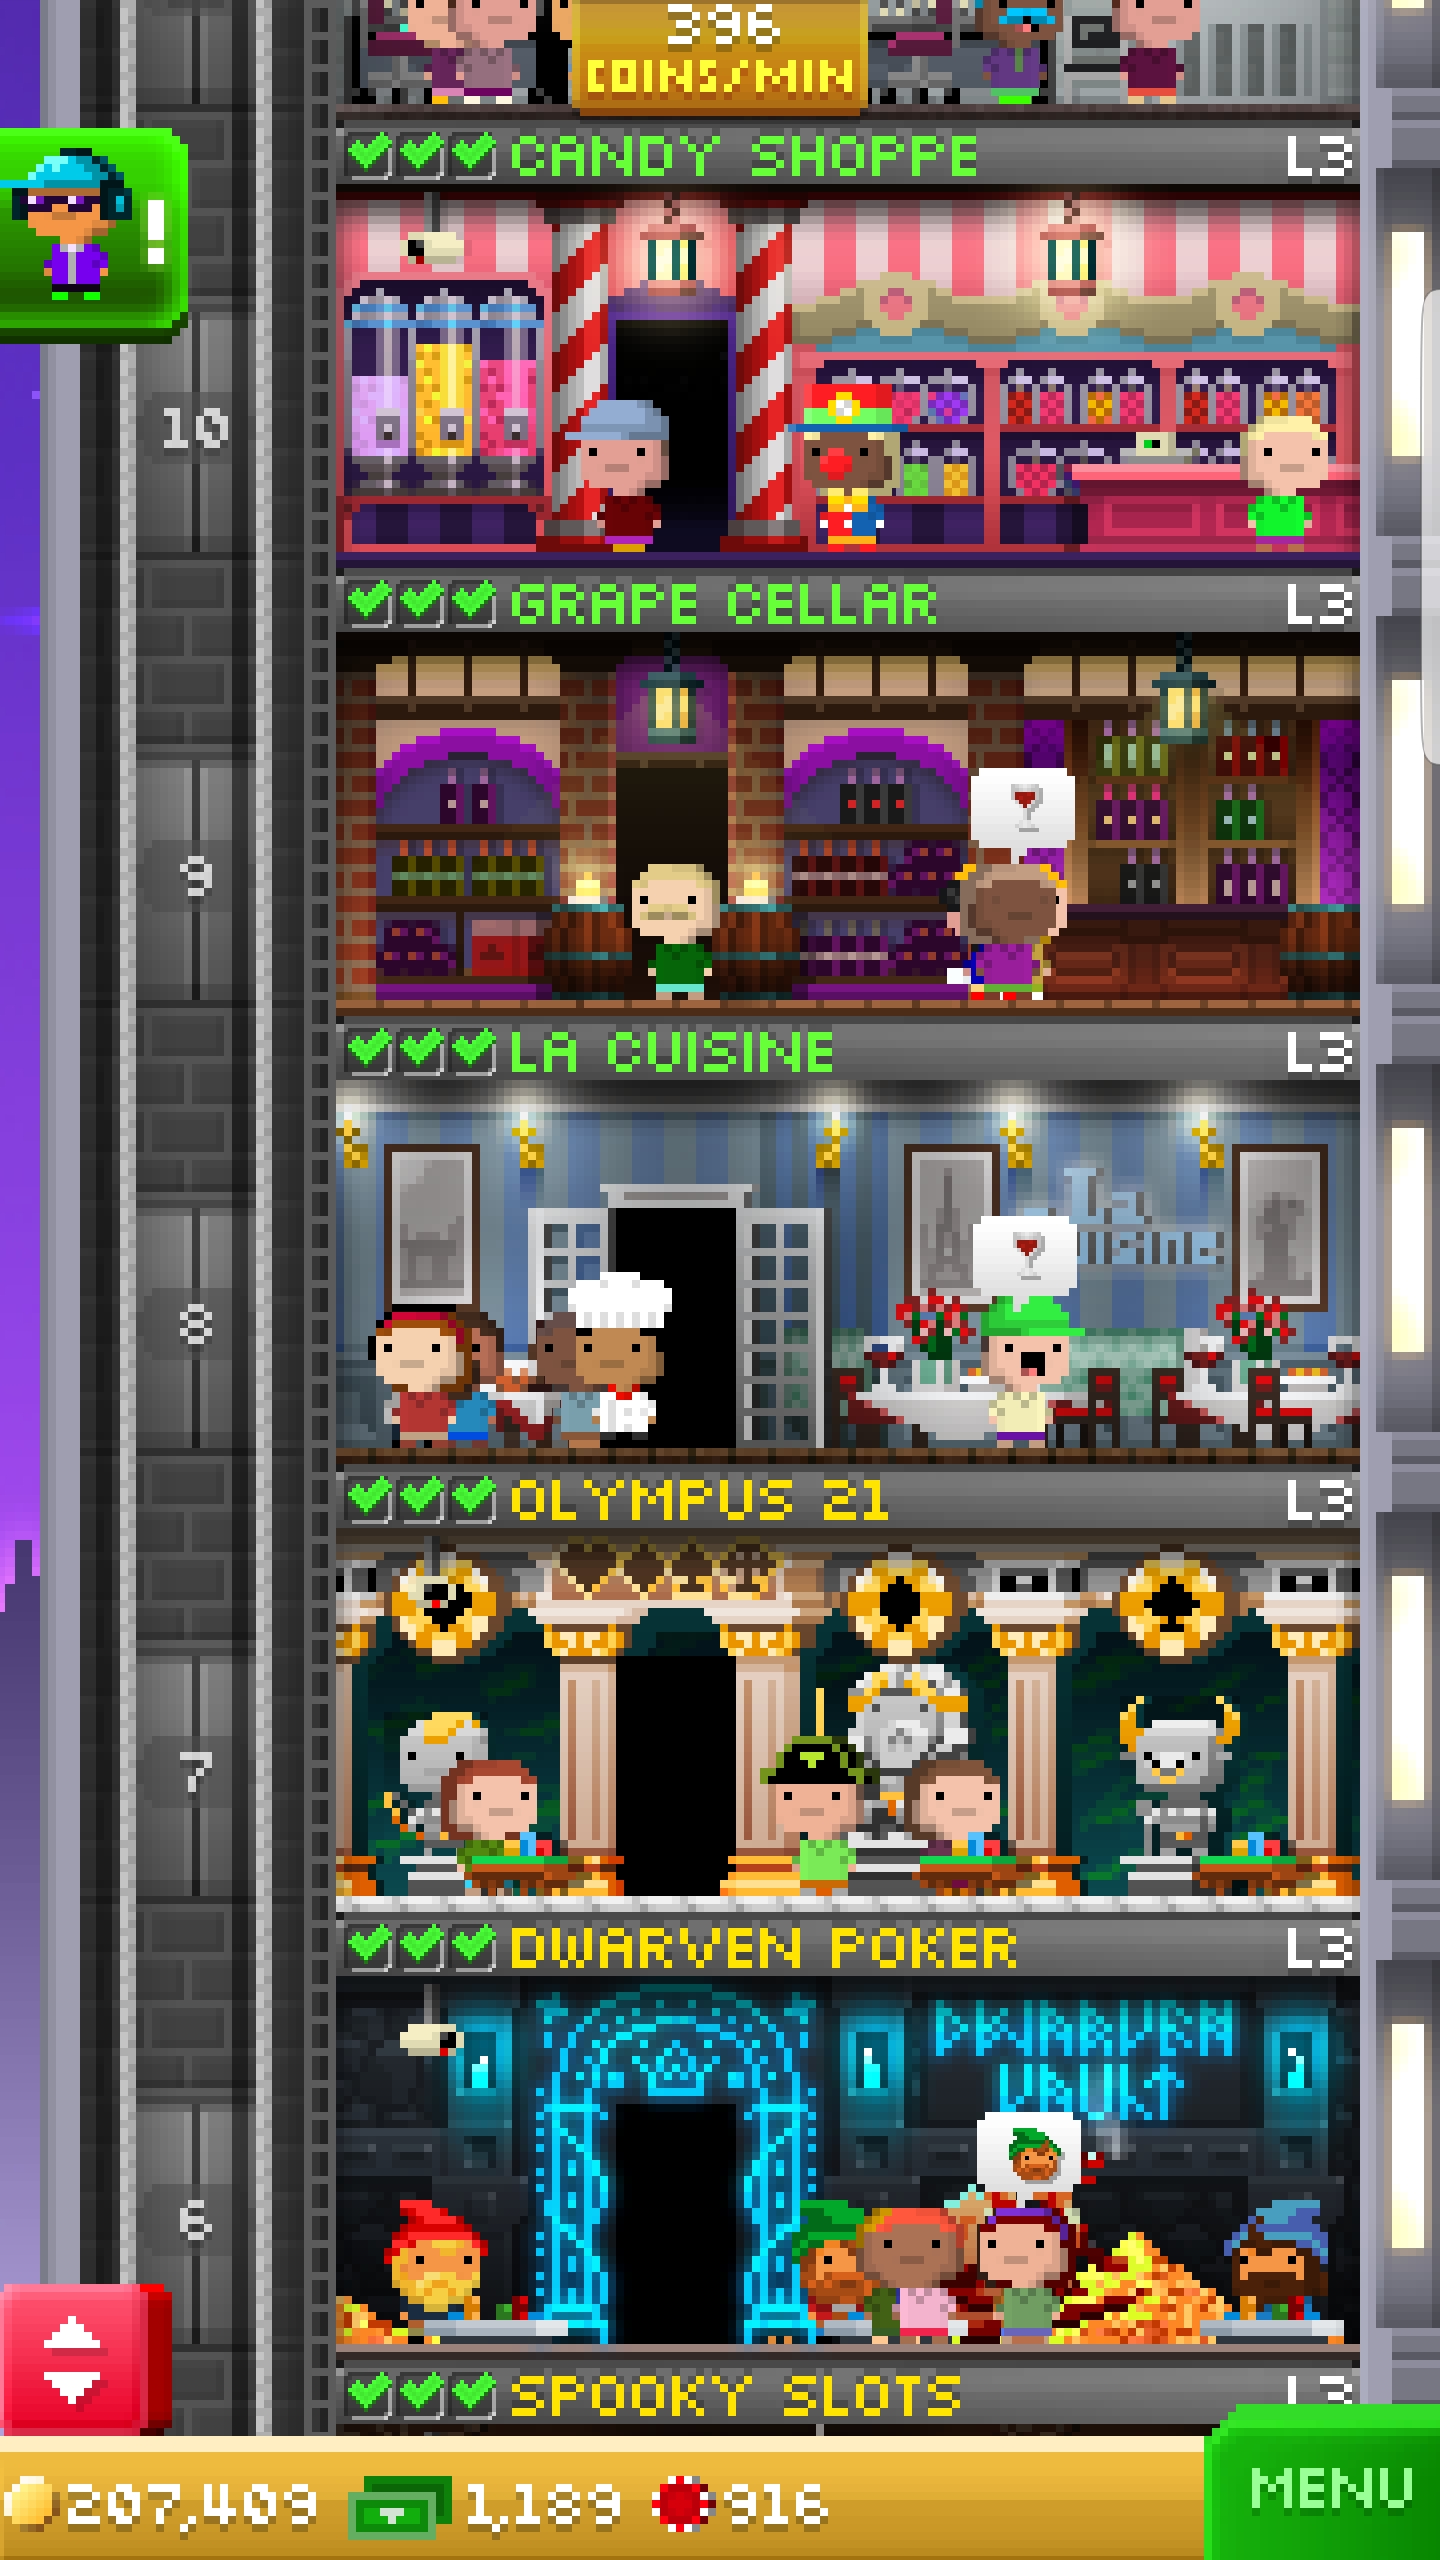 396
COINS/MIN
CANDY SHOPPE L3
!
10
GRAPE CELLAR L3
9
LA CUISINE L3
La
uisine
8
OLYMPUS 21 L3
7
DWARVEN POKER L3
DWARVEN
VAULT
6
SPOOKY SLOTS L3
207,409 1,189 916
MENU